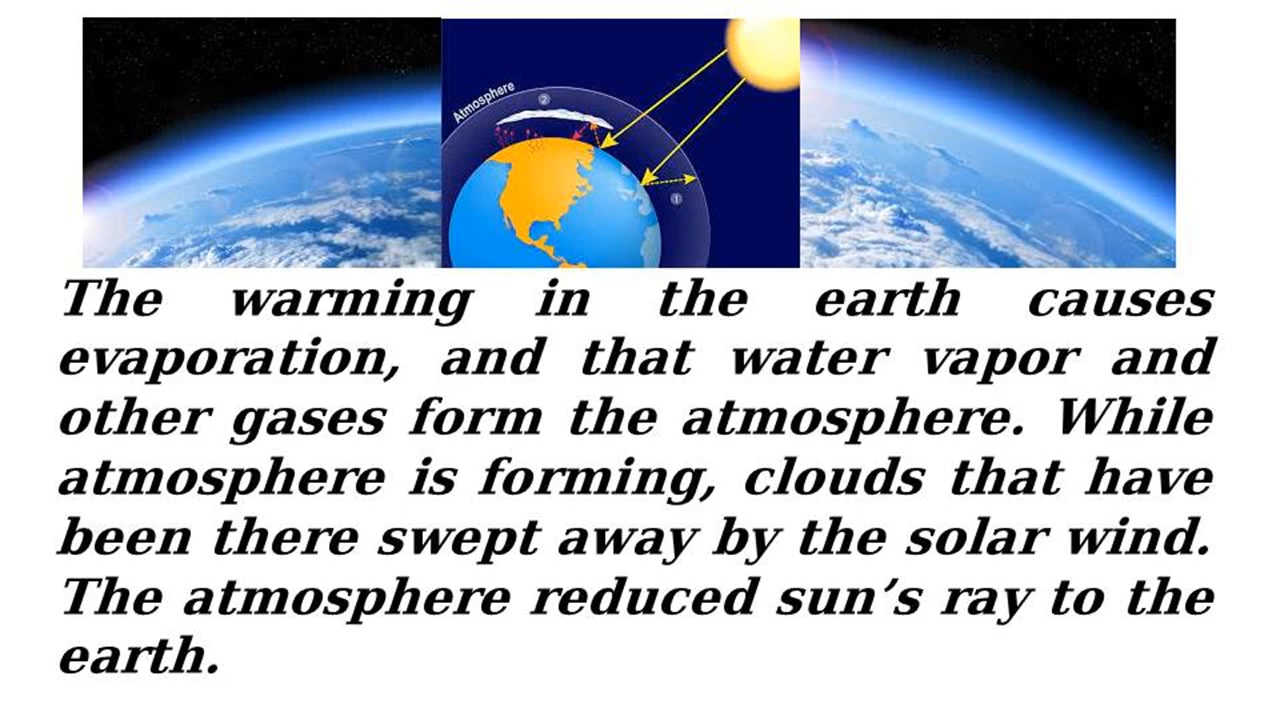 Atmosphere
2
1
The warming in the earth causes
evaporation, and that water vapor and
other gases form the atmosphere. While
atmosphere is forming, clouds that have
been there swept away by the solar wind.
The atmosphere reduced sun’s ray to the
earth.